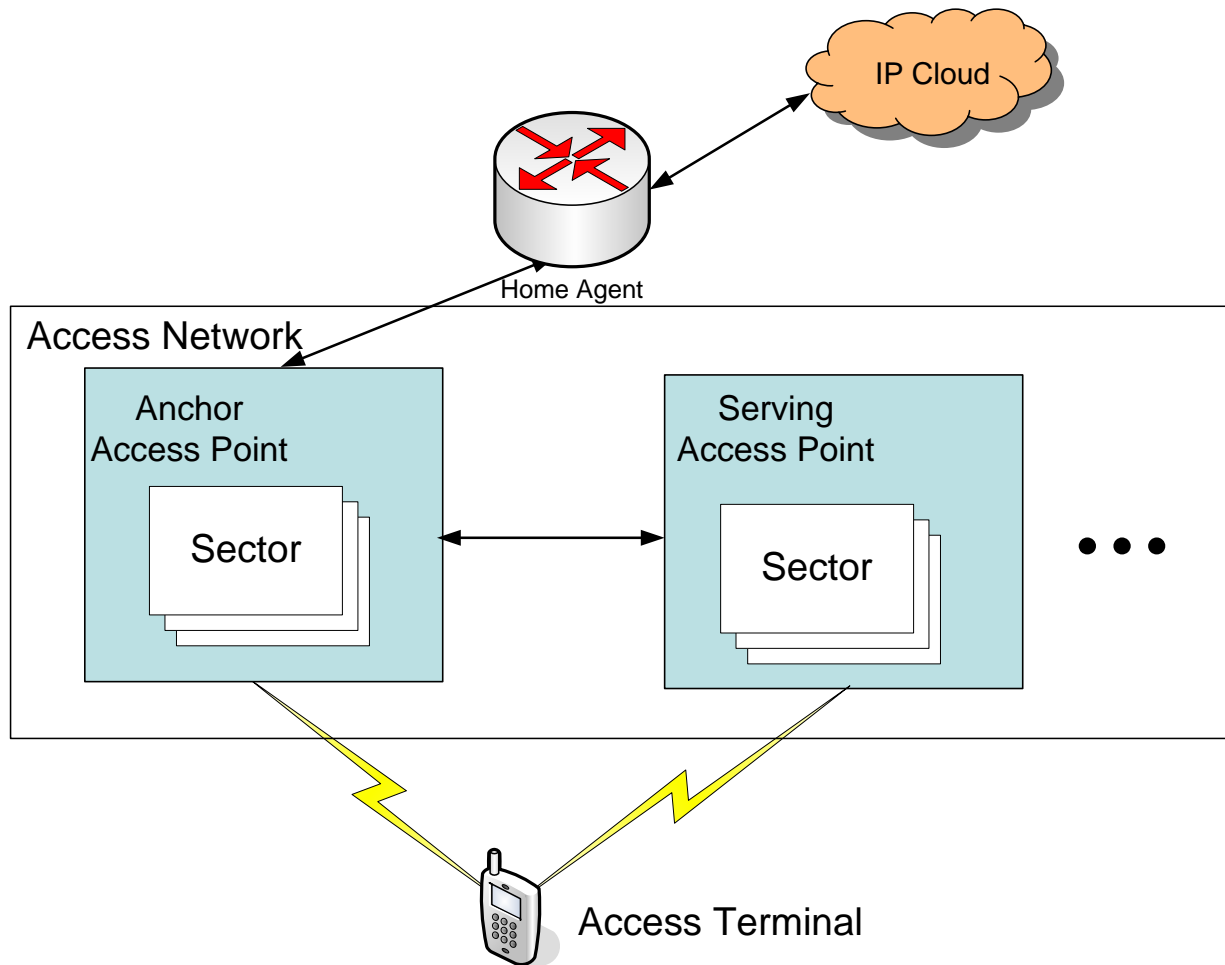 IP Cloud
Home Agent
Access Network
Anchor
Access Point
Sector
Serving
Access Point
Sector
Access Terminal